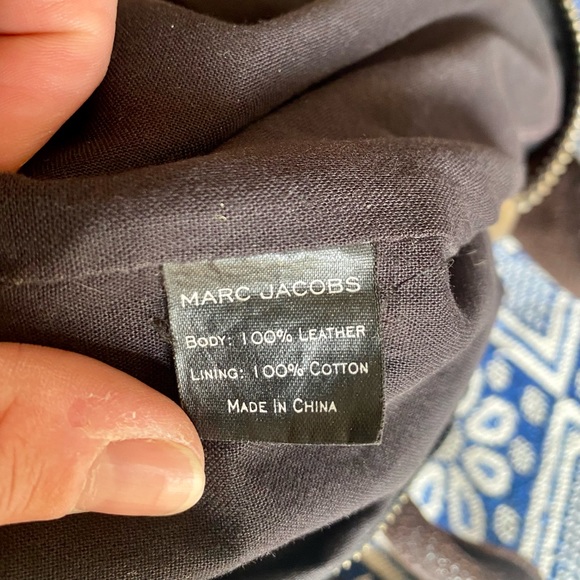 MARC JACOBS
BODY: 100% LEATHER
LINING: 100% COTTON
MADE IN CHINA